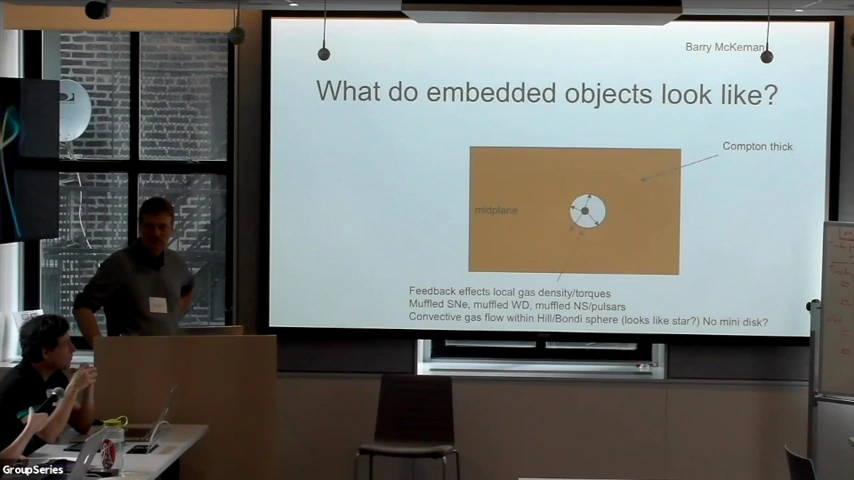 Barry McKernan
What do embedded objects look like?
Compton thick
midplane
Feedback effects local gas density/torques
Muffled SNe, muffled WD, muffled NS/pulsars
Convective gas flow within Hill/Bondi sphere (looks like star?) No mini disk?
GroupSeries